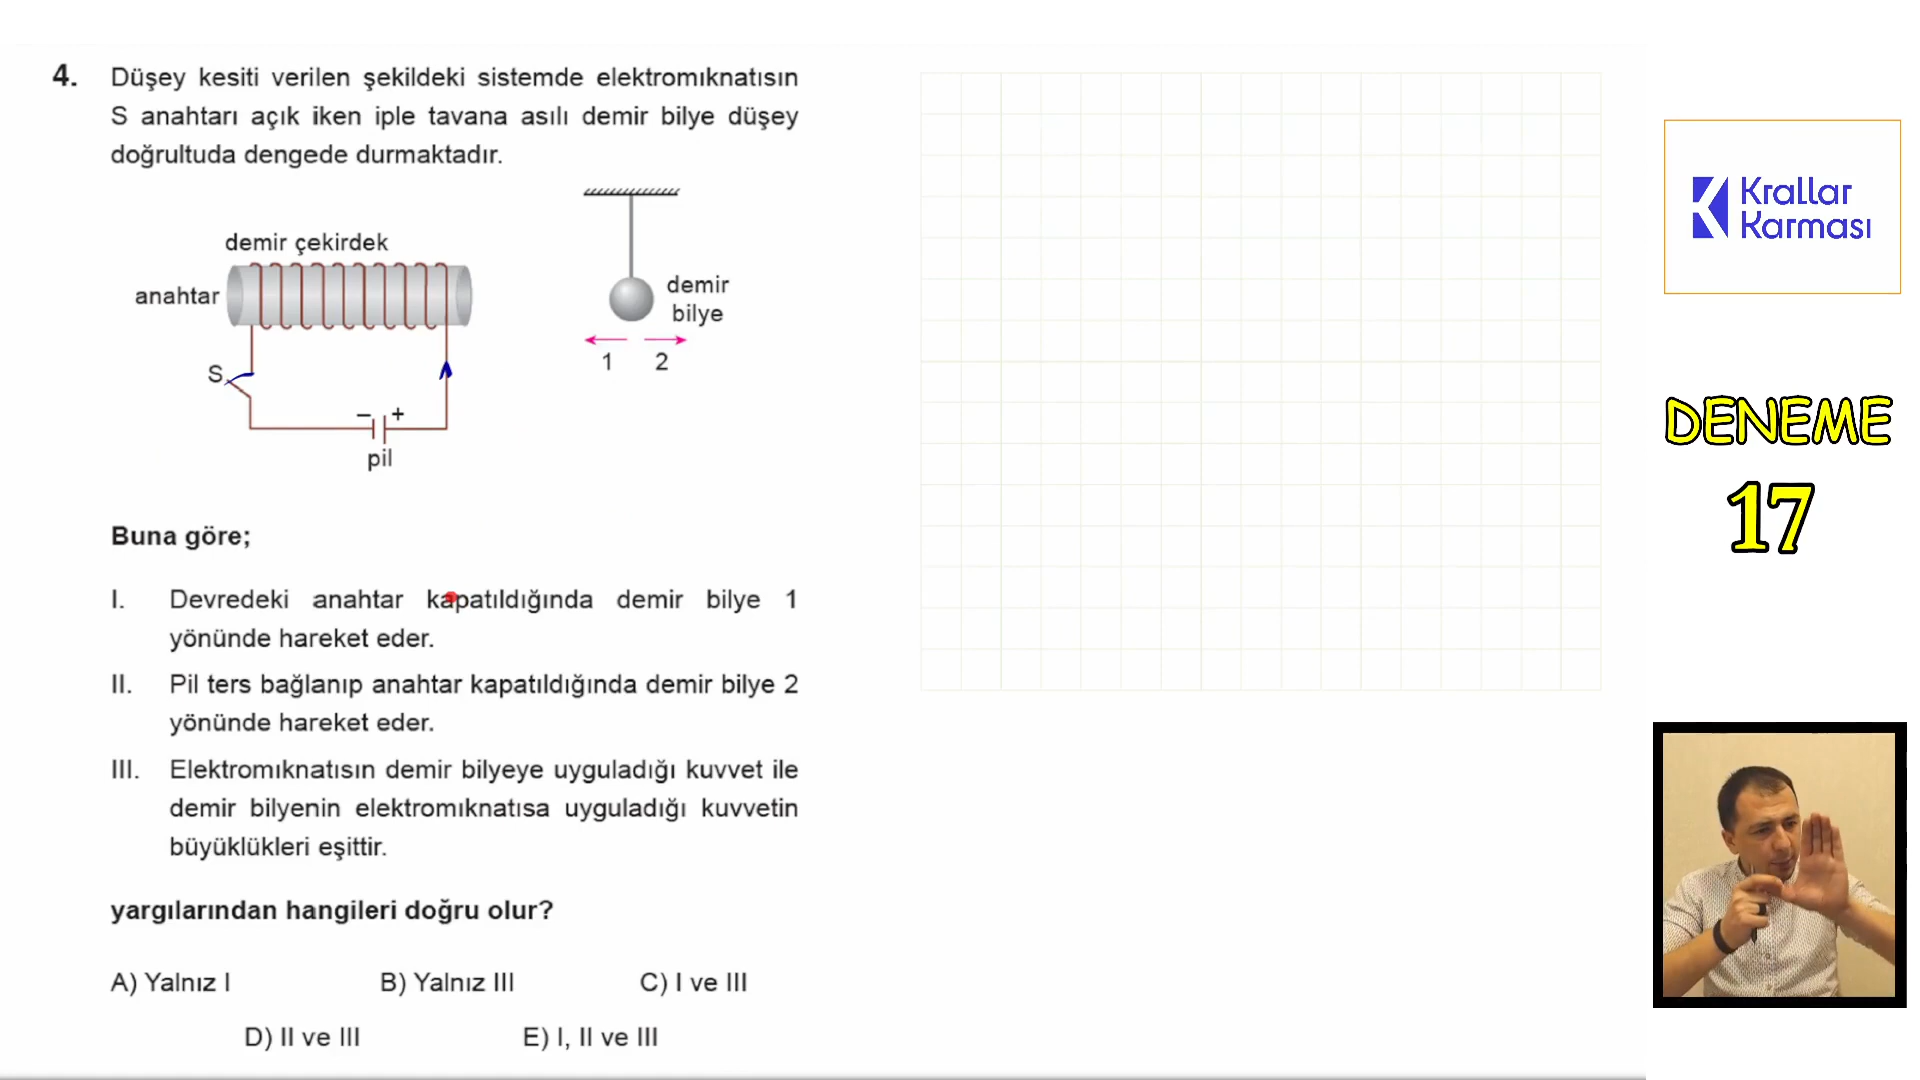 4. Düşey kesiti verilen şekildeki sistemde elektromıknatısın
S anahtarı açık iken iple tavana asılı demir bilye düşey
doğrultuda dengede durmaktadır.
demir çekirdek
anahtar
S
− +
pil
demir
bilye
1 2
Buna göre;
I. Devredeki anahtar kapatıldığında demir bilye 1
yönünde hareket eder.
II. Pil ters bağlanıp anahtar kapatıldığında demir bilye 2
yönünde hareket eder.
III. Elektromıknatısın demir bilyeye uyguladığı kuvvet ile
demir bilyenin elektromıknatısa uyguladığı kuvvetin
büyüklükleri eşittir.
yargılarından hangileri doğru olur?
A) Yalnız I B) Yalnız III C) I ve III
D) II ve III E) I, II ve III
Krallar
Karması
DENEME
17